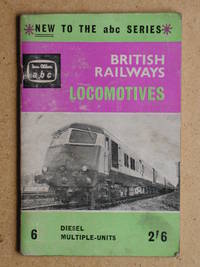 *NEW TO THE abc SERIES*
Ian Allan
abc
BRITISH
RAILWAYS
LOCOMOTIVES
6
DIESEL
MULTIPLE-UNITS
2/6